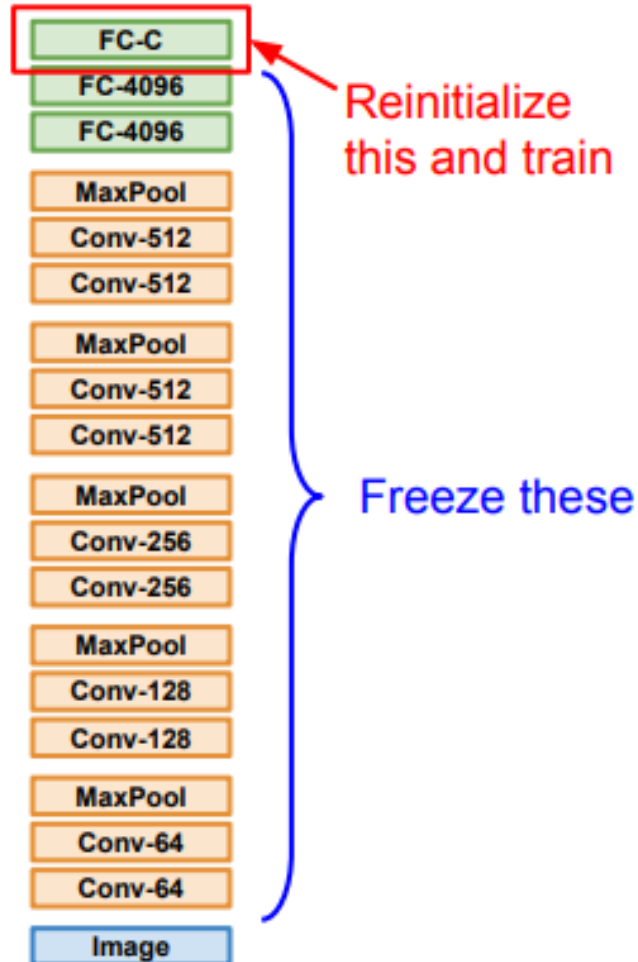 FC-C
FC-4096
FC-4096
MaxPool
Conv-512
Conv-512
MaxPool
Conv-512
Conv-512
MaxPool
Conv-256
Conv-256
MaxPool
Conv-128
Conv-128
MaxPool
Conv-64
Conv-64
Image
Reinitialize
this and train
Freeze these